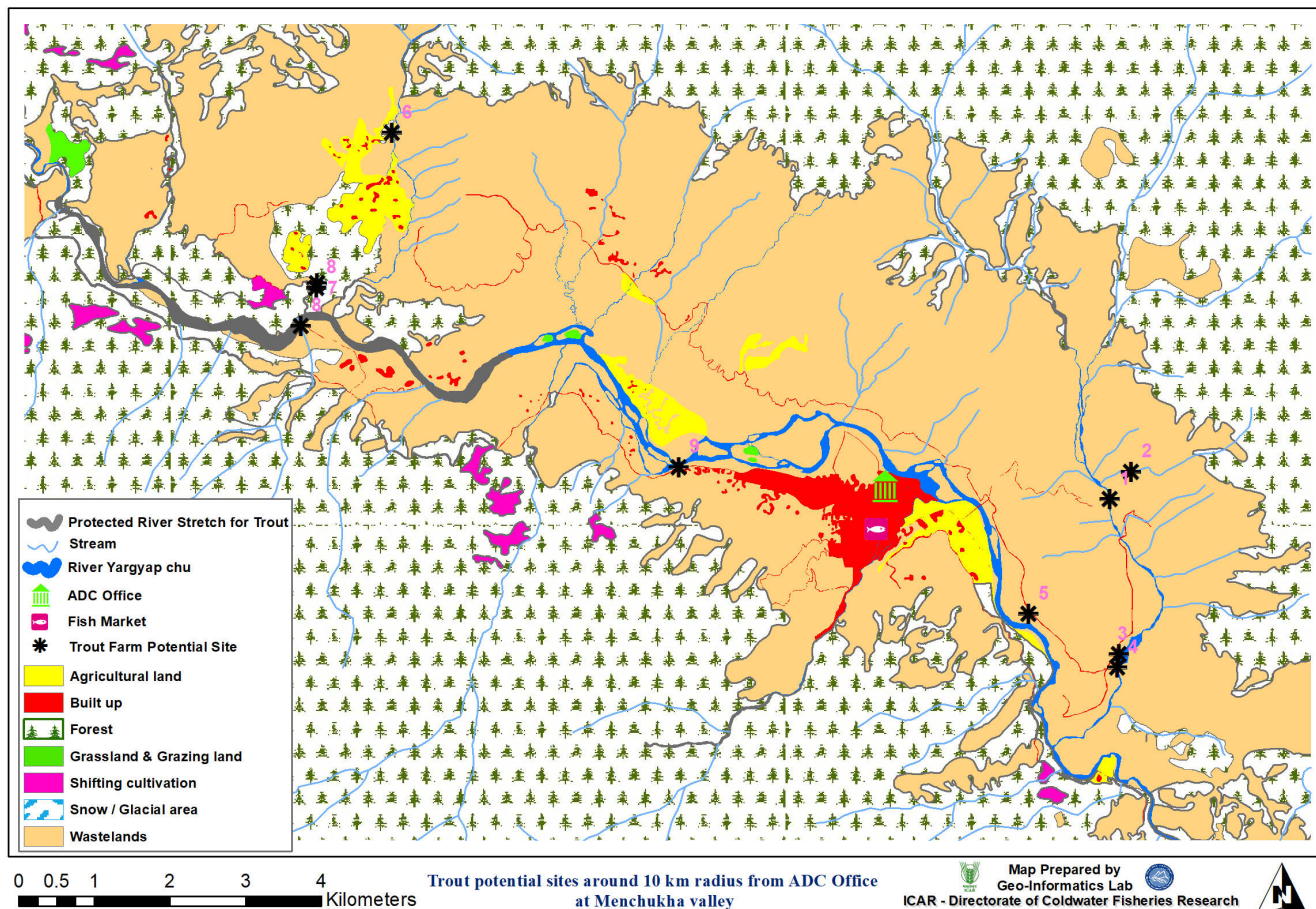 6
8
7
8
9
2
1
5
3
4
Protected River Stretch for Trout
Stream
River Yargyap chu
ADC Office
Fish Market
Trout Farm Potential Site
Agricultural land
Built up
Forest
Grassland & Grazing land
Shifting cultivation
Snow / Glacial area
Wastelands
0 0.5 1 2 3 4
Kilometers
Trout potential sites around 10 km radius from ADC Office
at Menchukha valley
Map Prepared by
Geo-Informatics Lab
ICAR - Directorate of Coldwater Fisheries Research
N